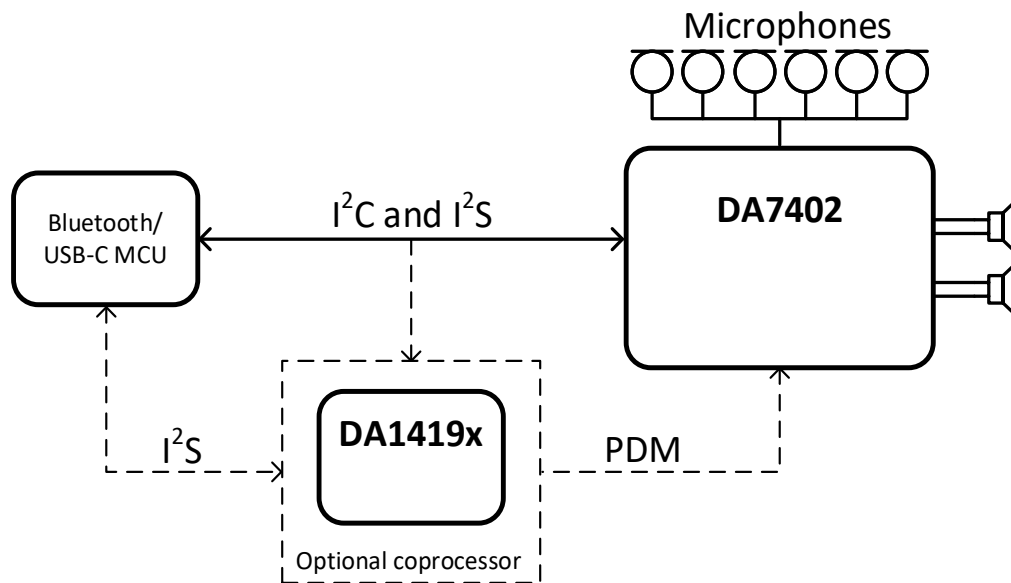 Microphones
DA7402
I²C and I²S
Bluetooth/
USB-C MCU
DA1419x
I²S
PDM
Optional coprocessor